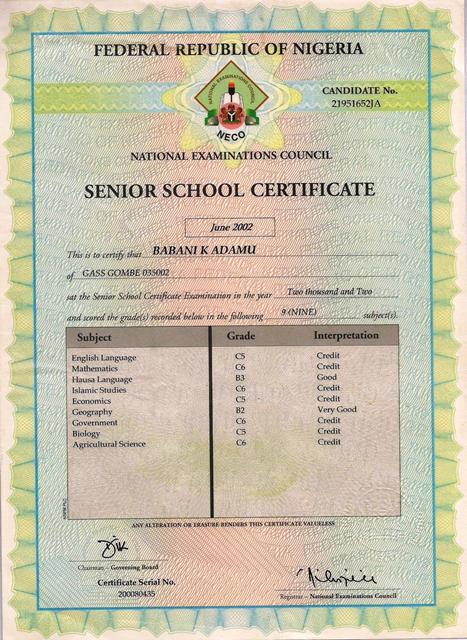 FEDERAL REPUBLIC OF NIGERIA
NATIONAL EXAMINATIONS COUNCIL
NECO
CANDIDATE No.
21951652JA
NATIONAL EXAMINATIONS COUNCIL
SENIOR SCHOOL CERTIFICATE
June 2002
This is to certify that BABANI K ADAMU
of GASS GOMBE 035002
sat the Senior School Certificate Examination in the year Two thousand and Two
and scored the grade(s) recorded below in the following 9 (NINE) subject(s).
Subject Grade Interpretation
English Language C5 Credit
Mathematics C6 Credit
Hausa Language B3 Good
Islamic Studies C6 Credit
Economics C5 Credit
Geography B2 Very Good
Government C6 Credit
Biology C5 Credit
Agricultural Science C6 Credit
ANY ALTERATION OR ERASURE RENDERS THIS CERTIFICATE VALUELESS
Chairman – Governing Board
Registrar – National Examinations Council
Certificate Serial No.
200080435